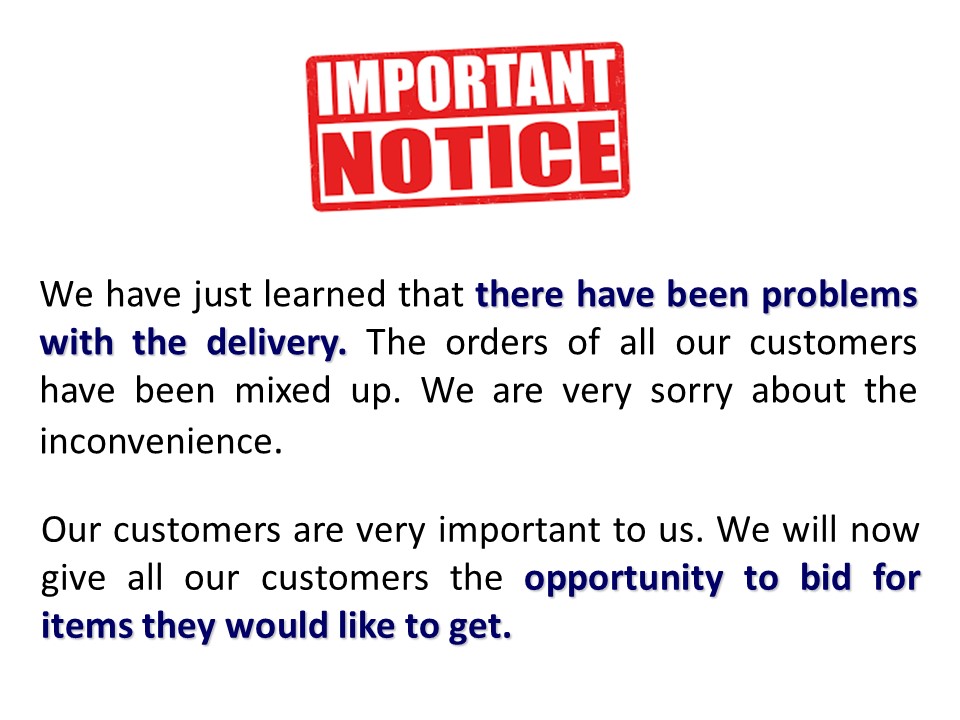 IMPORTANT
NOTICE
We have just learned that there have been problems
with the delivery. The orders of all our customers
have been mixed up. We are very sorry about the
inconvenience.
Our customers are very important to us. We will now
give all our customers the opportunity to bid for
items they would like to get.